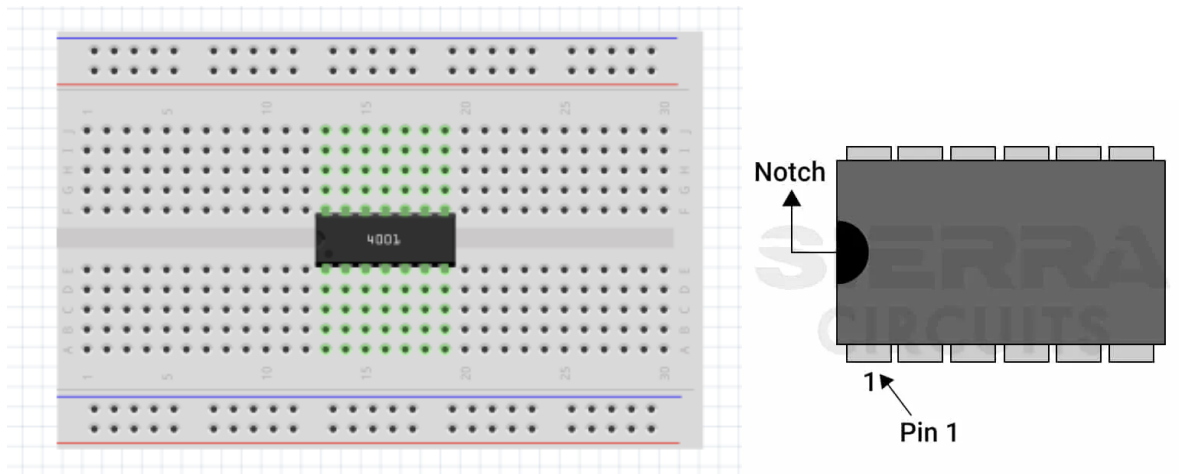 1 5 10 15 20 25 30
J J
I I
H H
G G
F F
4001
E E
D D
C C
B B
A A
1 5 10 15 20 25 30
Notch
SIERRA
CIRCUITS
1
Pin 1